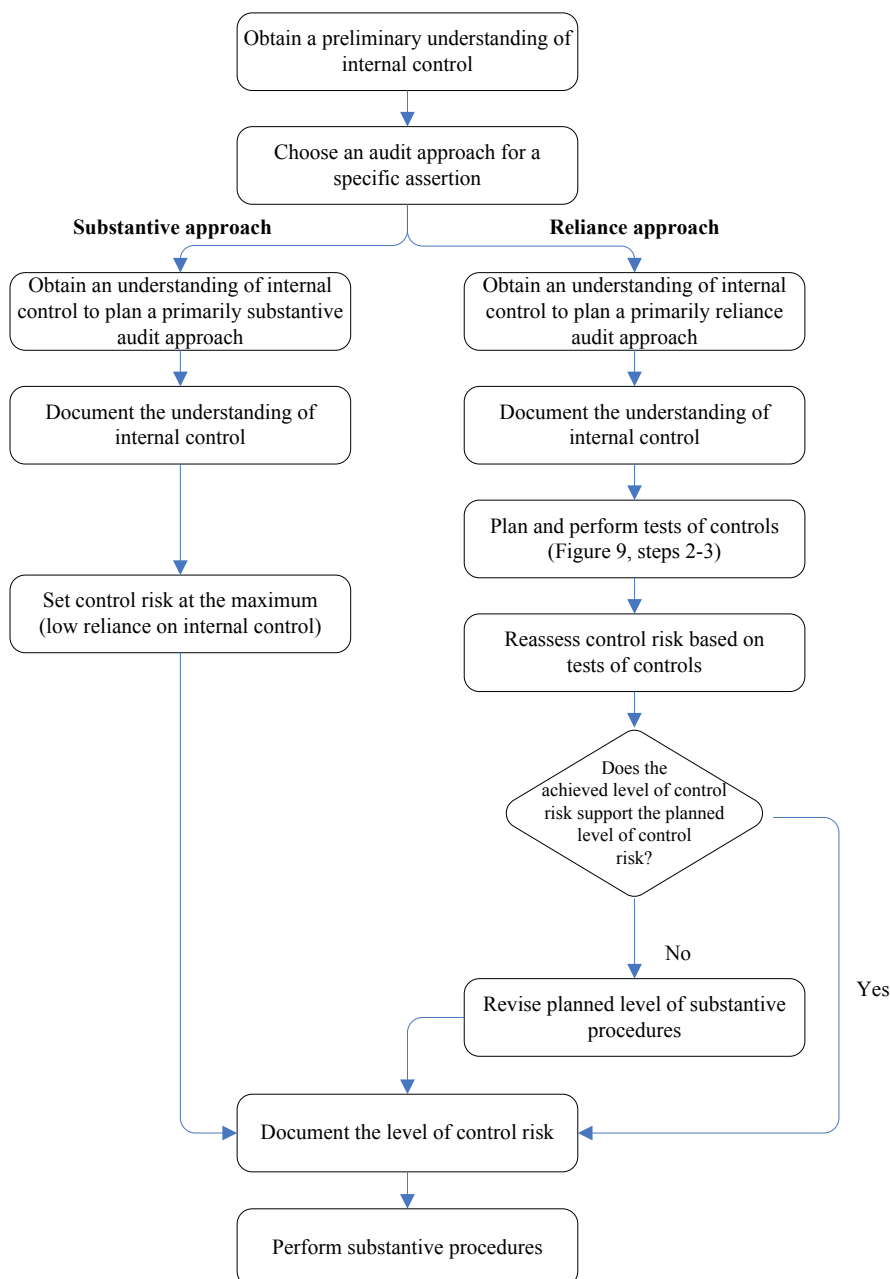 Obtain a preliminary understanding of
internal control
Choose an audit approach for a
specific assertion
Substantive approach
Reliance approach
Obtain an understanding of internal
control to plan a primarily substantive
audit approach
Obtain an understanding of internal
control to plan a primarily reliance
audit approach
Document the understanding of
internal control
Document the understanding of
internal control
Plan and perform tests of controls
(Figure 9, steps 2-3)
Set control risk at the maximum
(low reliance on internal control)
Reassess control risk based on
tests of controls
Does the
achieved level of control
risk support the planned
level of control
risk?
No
Yes
Revise planned level of substantive
procedures
Document the level of control risk
Perform substantive procedures